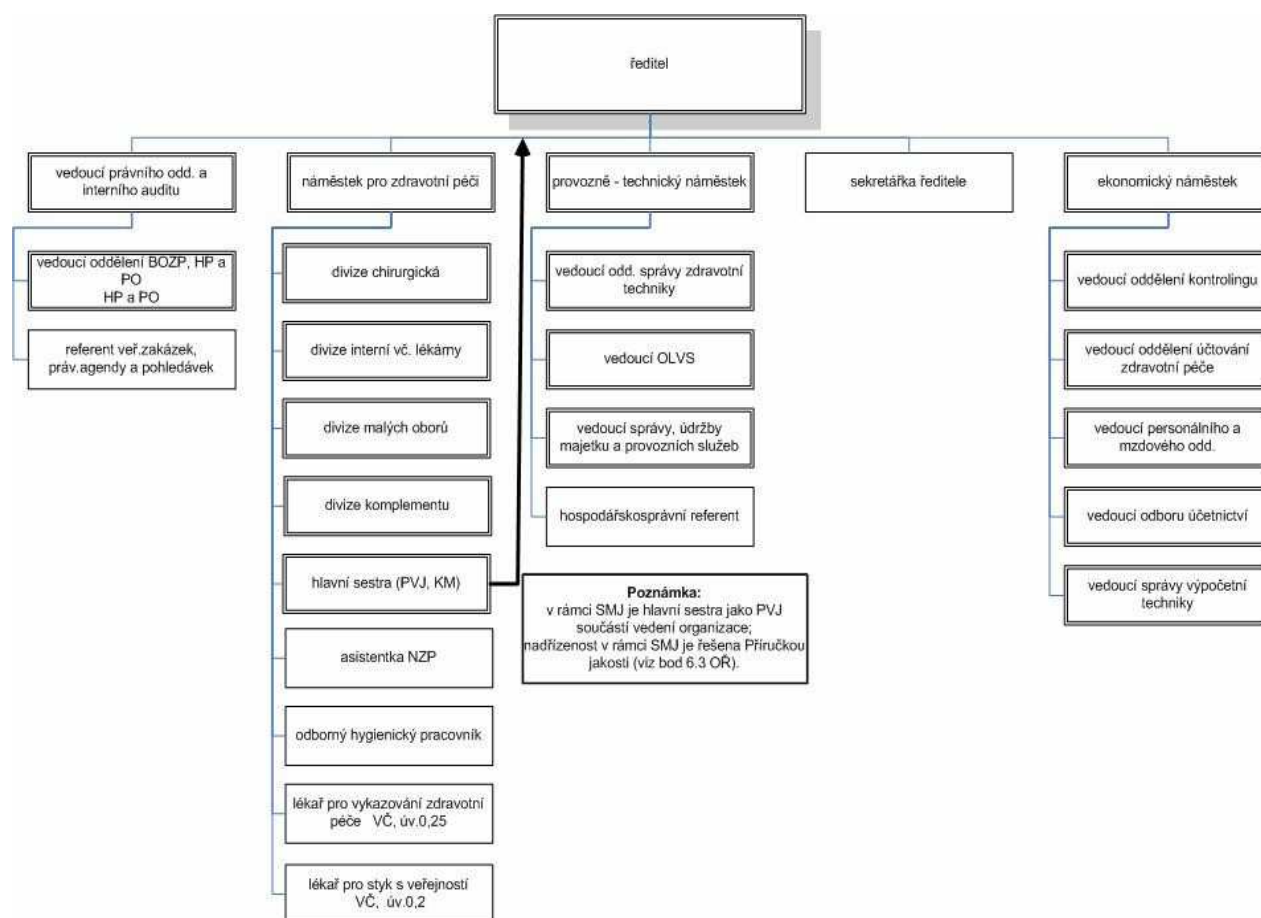 ředitel
vedoucí právního odd. a
interního auditu
náměstek pro zdravotní péči
provozně - technický náměstek
sekretářka ředitele
ekonomický náměstek
vedoucí oddělení BOZP, HP a
PO
HP a PO
referent veř.zakázek,
práv.agendy a pohledávek
divize chirurgická
divize interní vč. lékárny
divize malých oborů
divize komplementu
hlavní sestra (PVJ, KM)
asistentka NZP
odborný hygienický pracovník
lékař pro vykazování zdravotní
péče VČ, úv.0,25
lékař pro styk s veřejností
VČ, úv.0,2
vedoucí odd. správy zdravotní
techniky
vedoucí OLVS
vedoucí správy, údržby
majetku a provozních služeb
hospodářskosprávní referent
Poznámka:
v rámci SMJ je hlavní sestra jako PVJ
součástí vedení organizace;
nadřízenost v rámci SMJ je řešena Příručkou
jakosti (viz bod 6.3 OŘ).
vedoucí oddělení kontrolingu
vedoucí oddělení účtování
zdravotní péče
vedoucí personálního a
mzdového odd.
vedoucí odboru účetnictví
vedoucí správy výpočetní
techniky